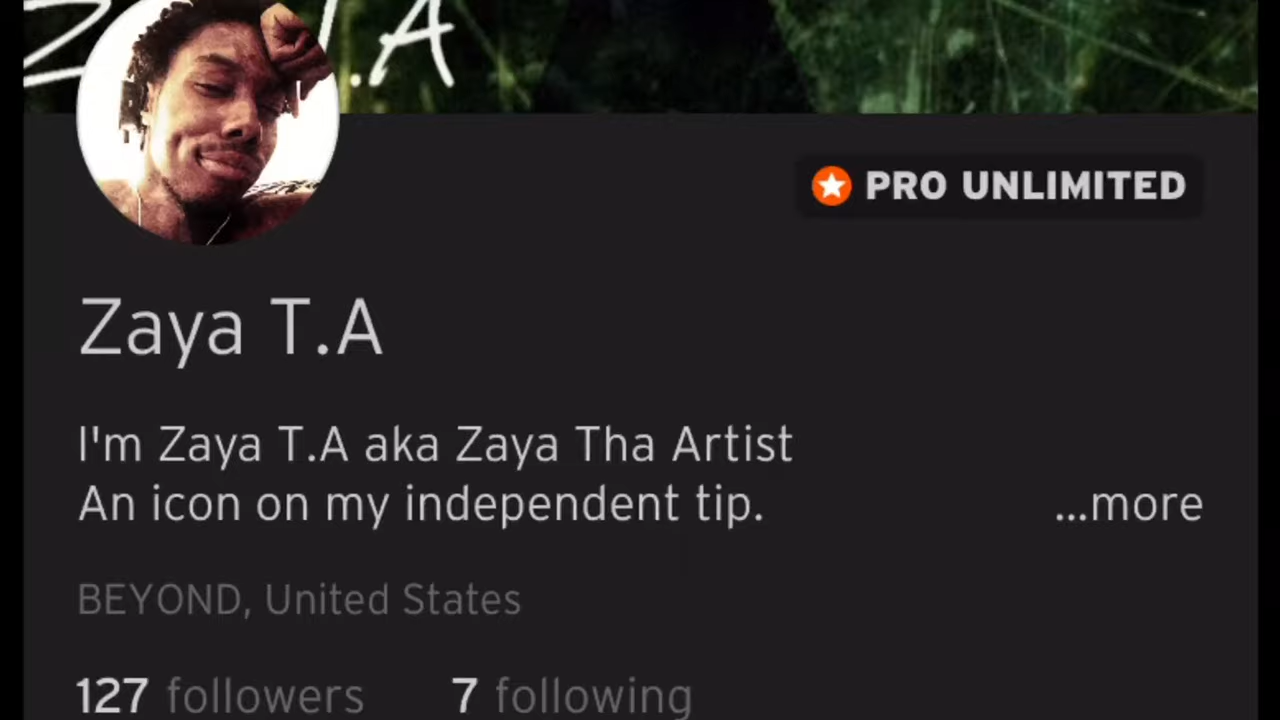 PRO UNLIMITED
Zaya T.A
I'm Zaya T.A aka Zaya Tha Artist
An icon on my independent tip. ...more
BEYOND, United States
127 followers 7 following